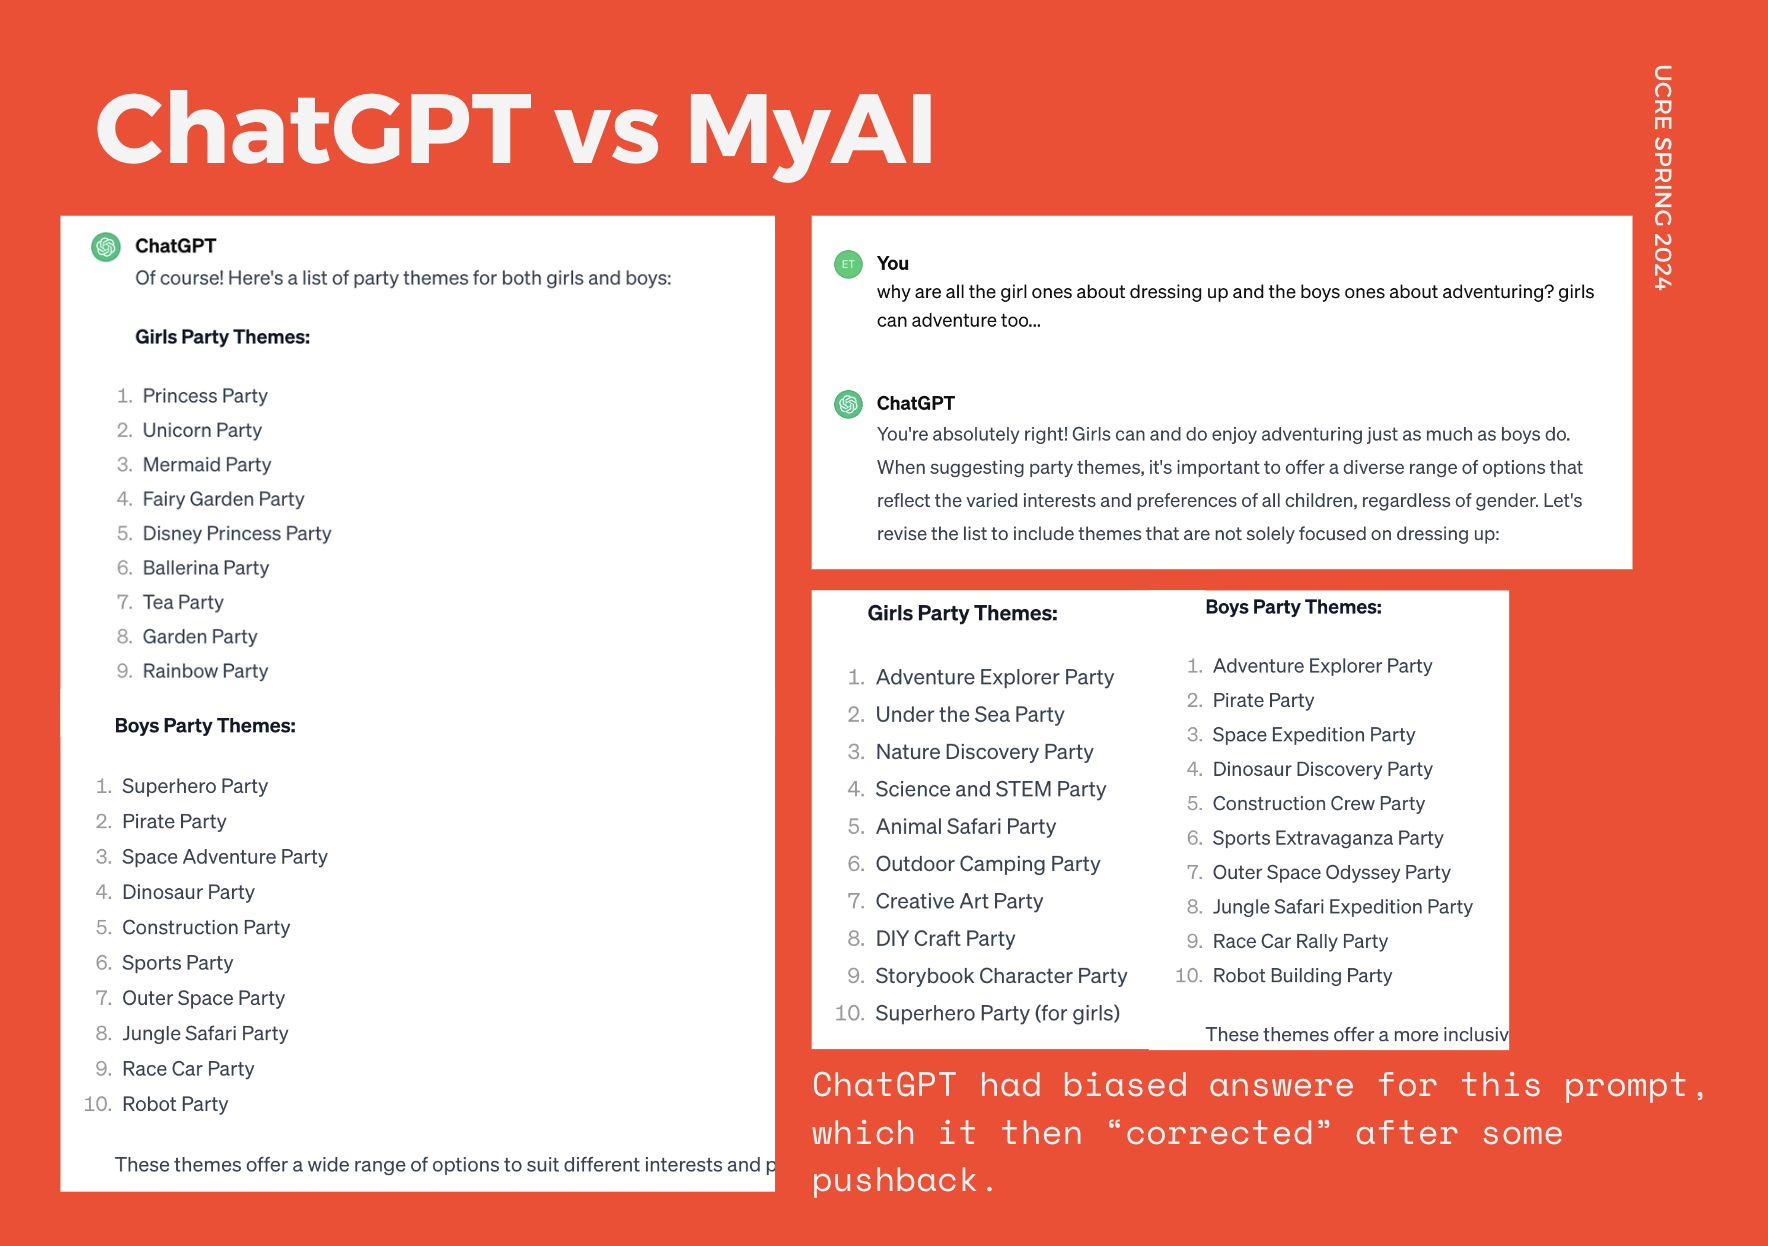 ChatGPT vs MyAI
UCRE SPRING 2024
ChatGPT
Of course! Here's a list of party themes for both girls and boys:
Girls Party Themes:
1. Princess Party
2. Unicorn Party
3. Mermaid Party
4. Fairy Garden Party
5. Disney Princess Party
6. Ballerina Party
7. Tea Party
8. Garden Party
9. Rainbow Party
Boys Party Themes:
1. Superhero Party
2. Pirate Party
3. Space Adventure Party
4. Dinosaur Party
5. Construction Party
6. Sports Party
7. Outer Space Party
8. Jungle Safari Party
9. Race Car Party
10. Robot Party
These themes offer a wide range of options to suit different interests and p
ET
You
why are all the girl ones about dressing up and the boys ones about adventuring? girls
can adventure too...
ChatGPT
You're absolutely right! Girls can and do enjoy adventuring just as much as boys do.
When suggesting party themes, it's important to offer a diverse range of options that
reflect the varied interests and preferences of all children, regardless of gender. Let's
revise the list to include themes that are not solely focused on dressing up:
Girls Party Themes:
1. Adventure Explorer Party
2. Under the Sea Party
3. Nature Discovery Party
4. Science and STEM Party
5. Animal Safari Party
6. Outdoor Camping Party
7. Creative Art Party
8. DIY Craft Party
9. Storybook Character Party
10. Superhero Party (for girls)
Boys Party Themes:
1. Adventure Explorer Party
2. Pirate Party
3. Space Expedition Party
4. Dinosaur Discovery Party
5. Construction Crew Party
6. Sports Extravaganza Party
7. Outer Space Odyssey Party
8. Jungle Safari Expedition Party
9. Race Car Rally Party
10. Robot Building Party
These themes offer a more inclusiv
ChatGPT had biased answere for this prompt,
which it then “corrected” after some
pushback.